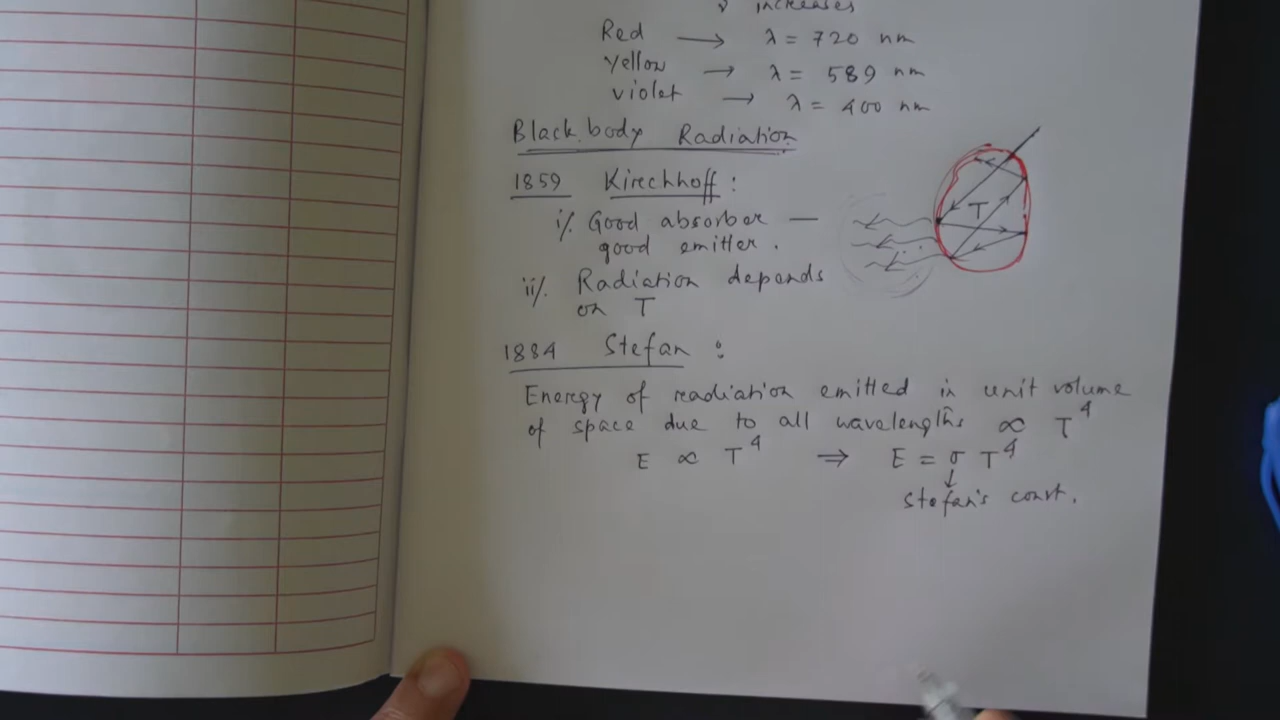 ν increases
Red → λ = 720 nm
Yellow → λ = 589 nm
violet → λ = 400 nm
Black body Radiation
1859 Kirchhoff :
i/. Good absorber —
good emitter .
T
ii/. Radiation depends
on T
1884 Stefan :
Energy of radiation emitted in unit volume
of space due to all wavelengths ∝ T⁴
E ∝ T⁴ ⇒ E = σ T⁴
↓
Stefan's const.